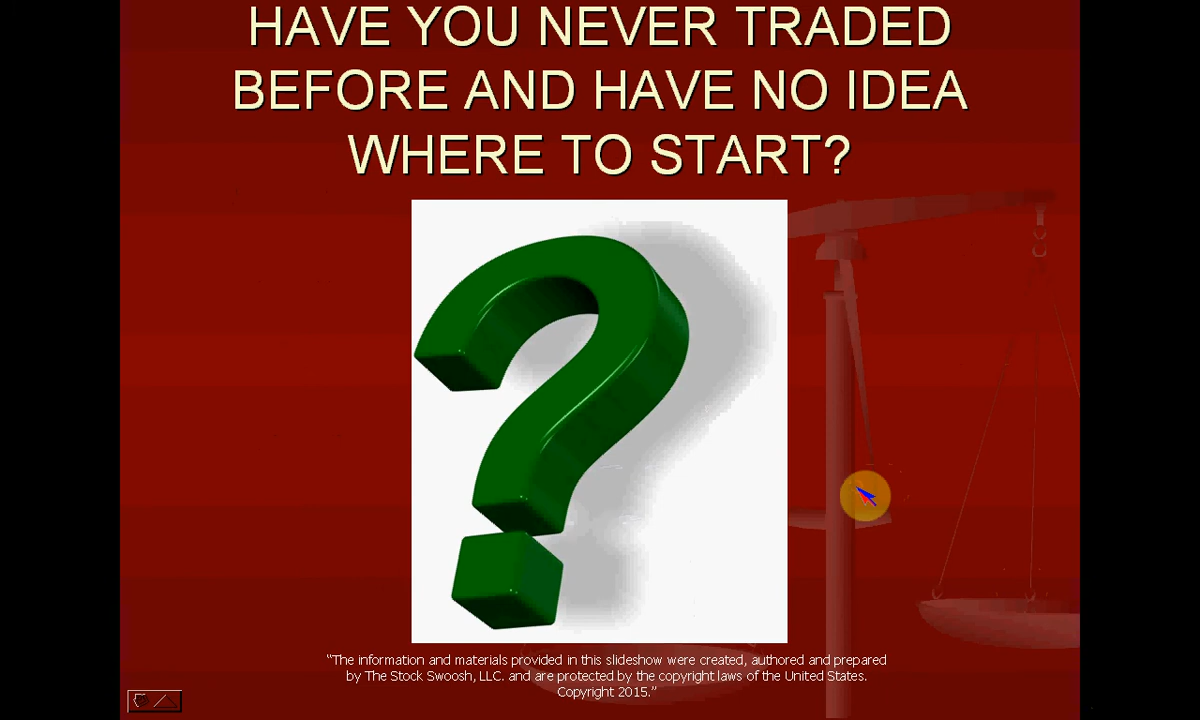 HAVE YOU NEVER TRADED
BEFORE AND HAVE NO IDEA
WHERE TO START?
“The information and materials provided in this slideshow were created, authored and prepared
by The Stock Swoosh, LLC. and are protected by the copyright laws of the United States.
Copyright 2015.”